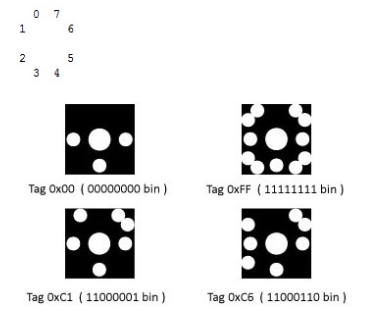 0 7
1 6
2 5
3 4
Tag 0x00 ( 00000000 bin )
Tag 0xFF ( 11111111 bin )
Tag 0xC1 ( 11000001 bin )
Tag 0xC6 ( 11000110 bin )